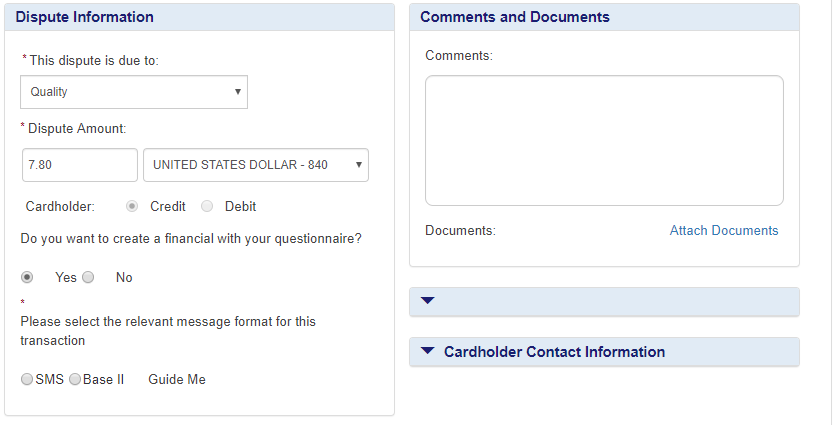 Dispute Information
* This dispute is due to:
Quality
* Dispute Amount:
7.80 UNITED STATES DOLLAR - 840
Cardholder: Credit Debit
Do you want to create a financial with your questionnaire?
Yes No
*
Please select the relevant message format for this
transaction
SMS Base II Guide Me
Comments and Documents
Comments:
Documents: Attach Documents
Cardholder Contact Information